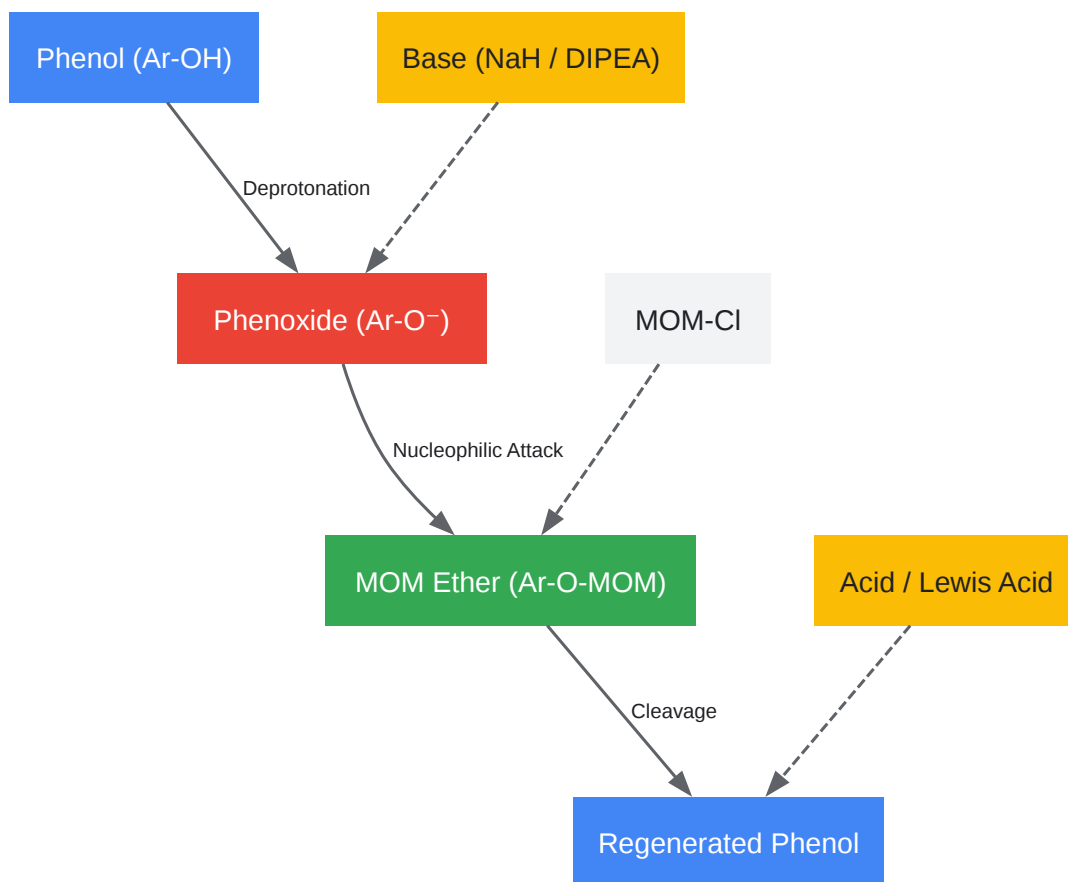 Phenol (Ar-OH)
Base (NaH / DIPEA)
Deprotonation
Phenoxide (Ar-O⁻)
MOM-Cl
Nucleophilic Attack
MOM Ether (Ar-O-MOM)
Acid / Lewis Acid
Cleavage
Regenerated Phenol